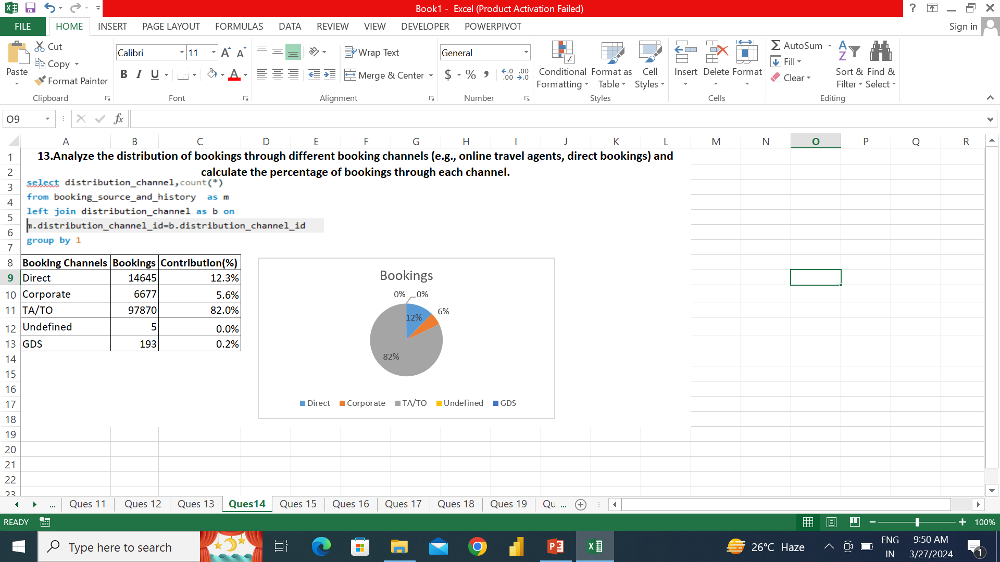 Book1 - Excel (Product Activation Failed)
FILE HOME INSERT PAGE LAYOUT FORMULAS DATA REVIEW VIEW DEVELOPER POWERPIVOT Sign in
Cut
Copy
Format Painter
Paste
Clipboard
Calibri 11
B I U
Font
Wrap Text
Merge & Center
Alignment
General
$ % ,
Number
Conditional Formatting
Format as Table
Cell Styles
Styles
Insert Delete Format
Cells
AutoSum
Fill
Clear
Sort & Filter
Find & Select
Editing
O9
fx
A B C D E F G H I J K L M N O P Q R
1
2
3
4
5
6
7
8
9
10
11
12
13
14
15
16
17
18
19
20
21
22
23
13.Analyze the distribution of bookings through different booking channels (e.g., online travel agents, direct bookings) and
calculate the percentage of bookings through each channel.
select distribution_channel,count(*)
from booking_source_and_history as m
left join distribution_channel as b on
m.distribution_channel_id=b.distribution_channel_id
group by 1
Booking Channels Bookings Contribution(%)
Direct 14645 12.3%
Corporate 6677 5.6%
TA/TO 97870 82.0%
Undefined 5 0.0%
GDS 193 0.2%
Bookings
0% 0%
6%
12%
82%
Direct Corporate TA/TO Undefined GDS
... Ques 11 Ques 12 Ques 13 Ques14 Ques 15 Ques 16 Ques 17 Ques 18 Ques 19 Qu ...
READY 100%
Type here to search
26°C Haze
ENG
IN
9:50 AM
3/27/2024
1